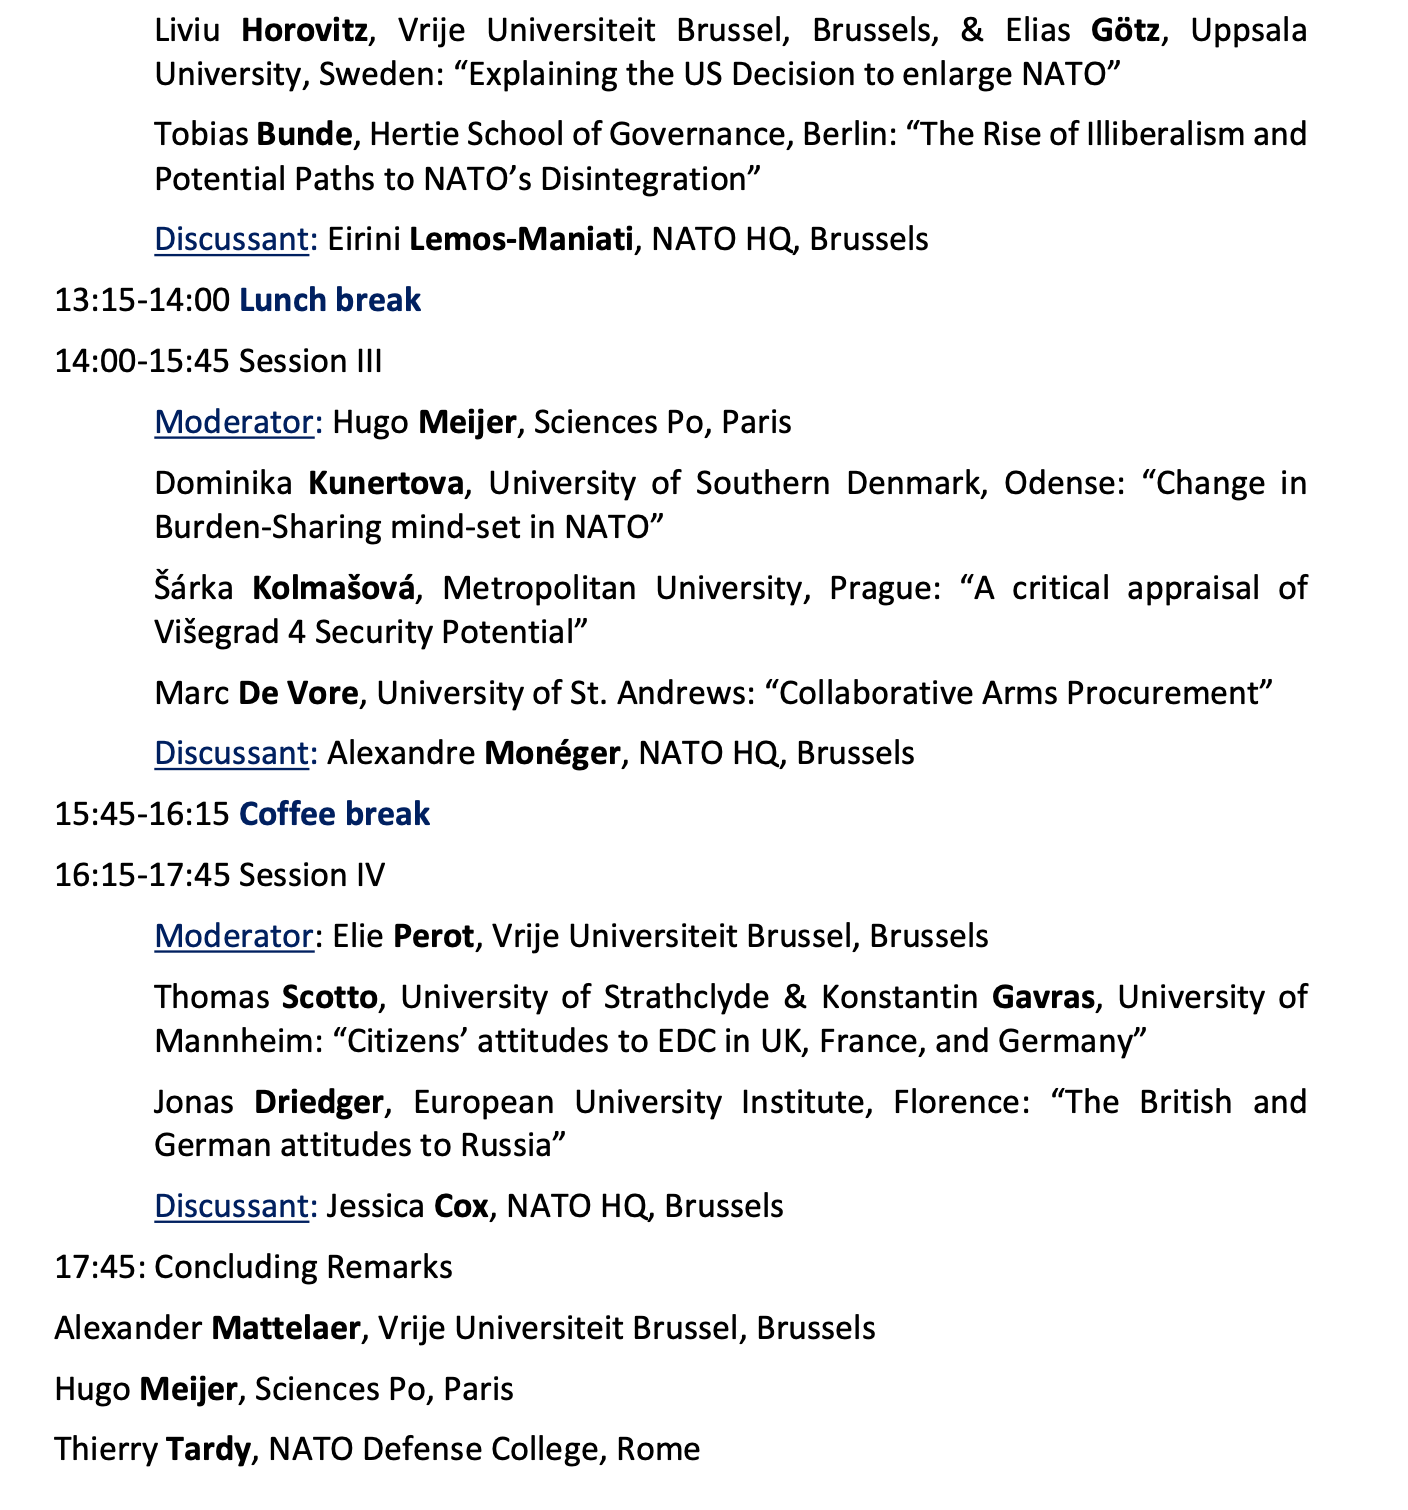 Liviu Horovitz, Vrije Universiteit Brussel, Brussels, & Elias Götz, Uppsala
University, Sweden: “Explaining the US Decision to enlarge NATO”
Tobias Bunde, Hertie School of Governance, Berlin: “The Rise of Illiberalism and
Potential Paths to NATO’s Disintegration”
Discussant: Eirini Lemos-Maniati, NATO HQ, Brussels
13:15-14:00 Lunch break
14:00-15:45 Session III
Moderator: Hugo Meijer, Sciences Po, Paris
Dominika Kunertova, University of Southern Denmark, Odense: “Change in
Burden-Sharing mind-set in NATO”
Šárka Kolmašová, Metropolitan University, Prague: “A critical appraisal of
Višegrad 4 Security Potential”
Marc De Vore, University of St. Andrews: “Collaborative Arms Procurement”
Discussant: Alexandre Monéger, NATO HQ, Brussels
15:45-16:15 Coffee break
16:15-17:45 Session IV
Moderator: Elie Perot, Vrije Universiteit Brussel, Brussels
Thomas Scotto, University of Strathclyde & Konstantin Gavras, University of
Mannheim: “Citizens’ attitudes to EDC in UK, France, and Germany”
Jonas Driedger, European University Institute, Florence: “The British and
German attitudes to Russia”
Discussant: Jessica Cox, NATO HQ, Brussels
17:45: Concluding Remarks
Alexander Mattelaer, Vrije Universiteit Brussel, Brussels
Hugo Meijer, Sciences Po, Paris
Thierry Tardy, NATO Defense College, Rome